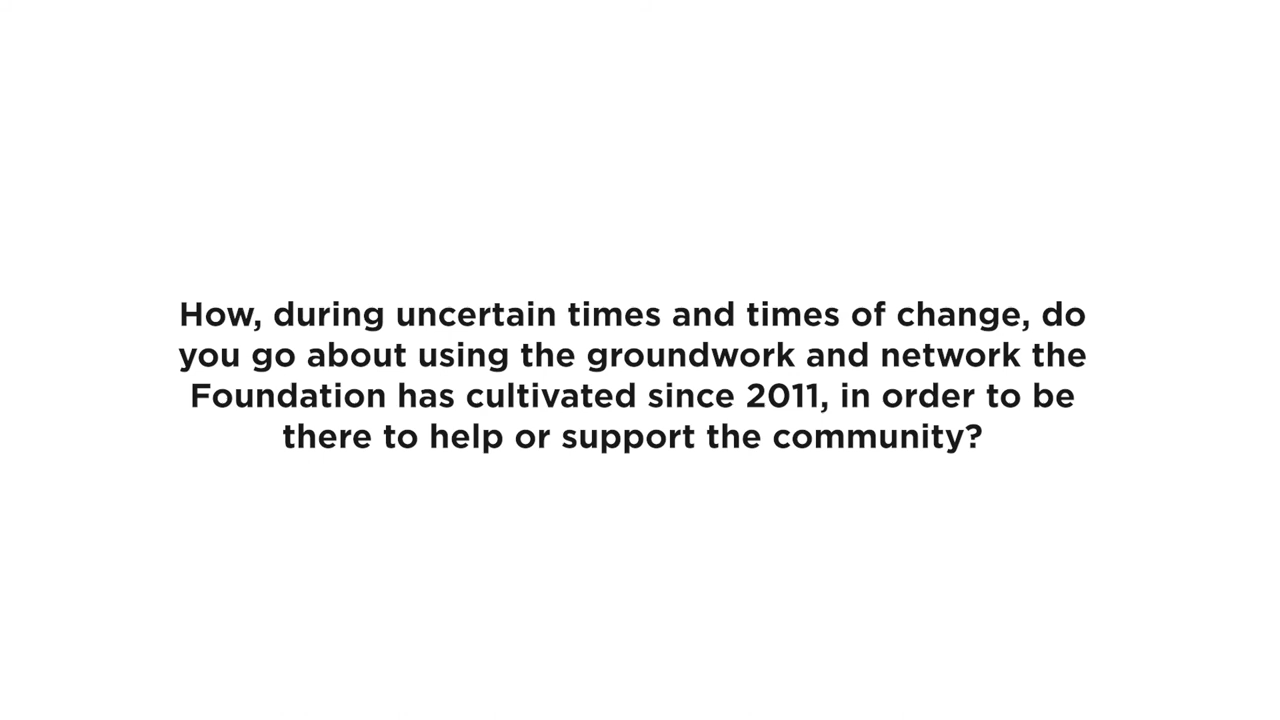 How, during uncertain times and times of change, do
you go about using the groundwork and network the
Foundation has cultivated since 2011, in order to be
there to help or support the community?